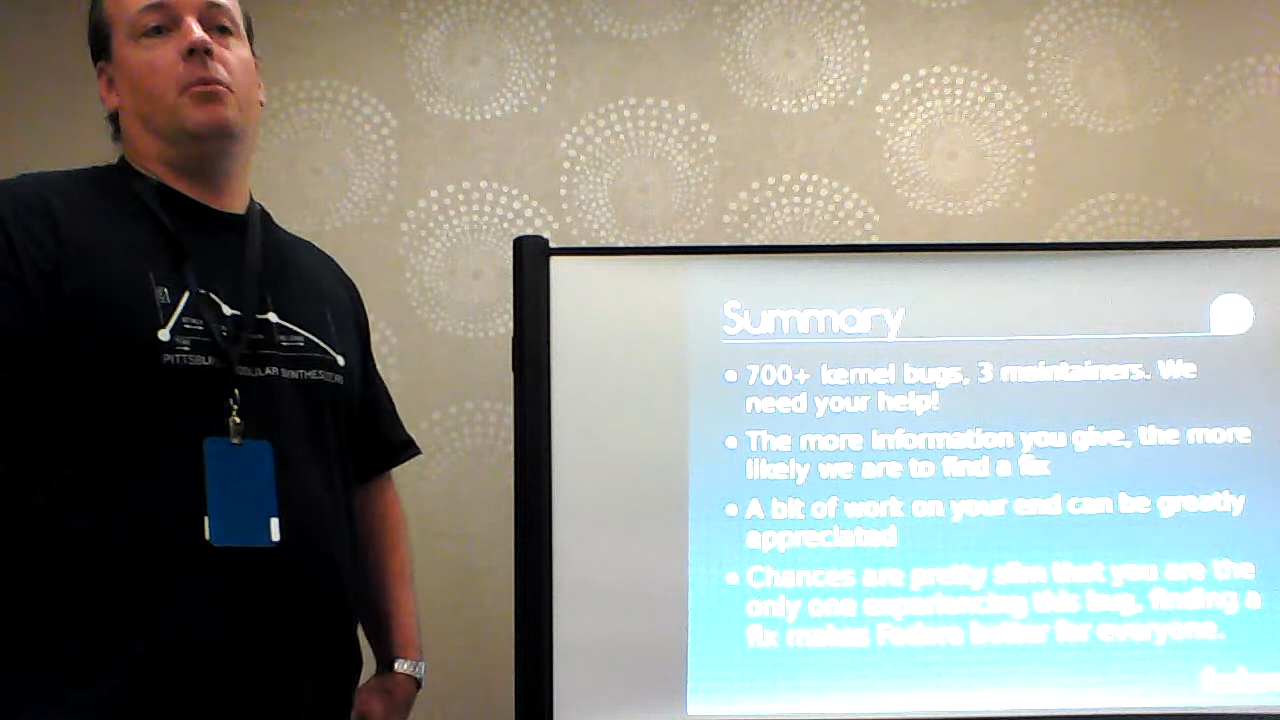 PITTSBU
ODULAR SYNTHESIZERS
Summary
• 700+ kernel bugs, 3 maintainers. We
need your help!
• The more information you give, the more
likely we are to find a fix
• A bit of work on your end can be greatly
appreciated
• Chances are pretty slim that you are the
only one experiencing this bug, finding a
fix makes Fedora better for everyone.